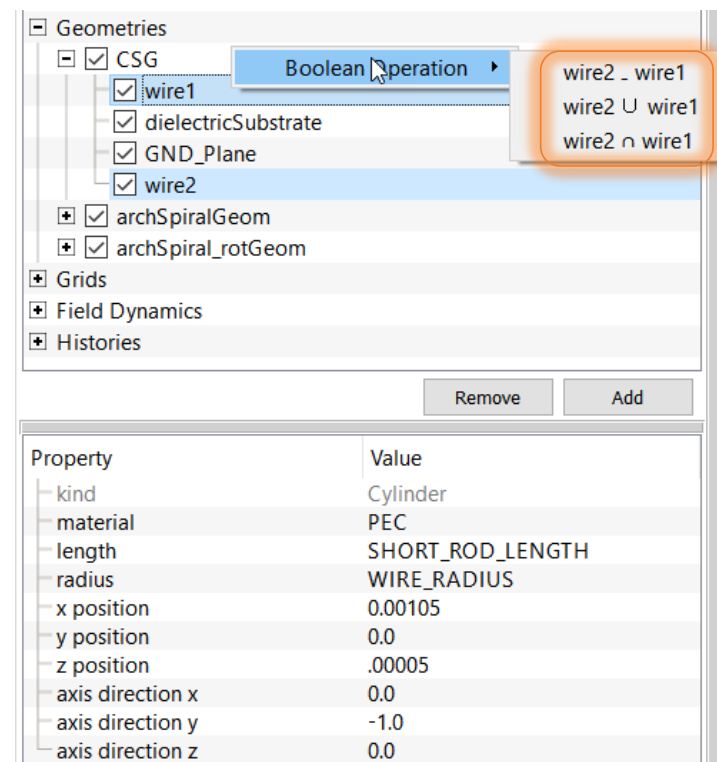 Geometries
CSG
Boolean Operation
wire2 - wire1
wire1
wire2 ∪ wire1
dielectricSubstrate
wire2 ∩ wire1
GND_Plane
wire2
archSpiralGeom
archSpiral_rotGeom
Grids
Field Dynamics
Histories
Remove Add
Property Value
kind Cylinder
material PEC
length SHORT_ROD_LENGTH
radius WIRE_RADIUS
x position 0.00105
y position 0.0
z position .00005
axis direction x 0.0
axis direction y -1.0
axis direction z 0.0